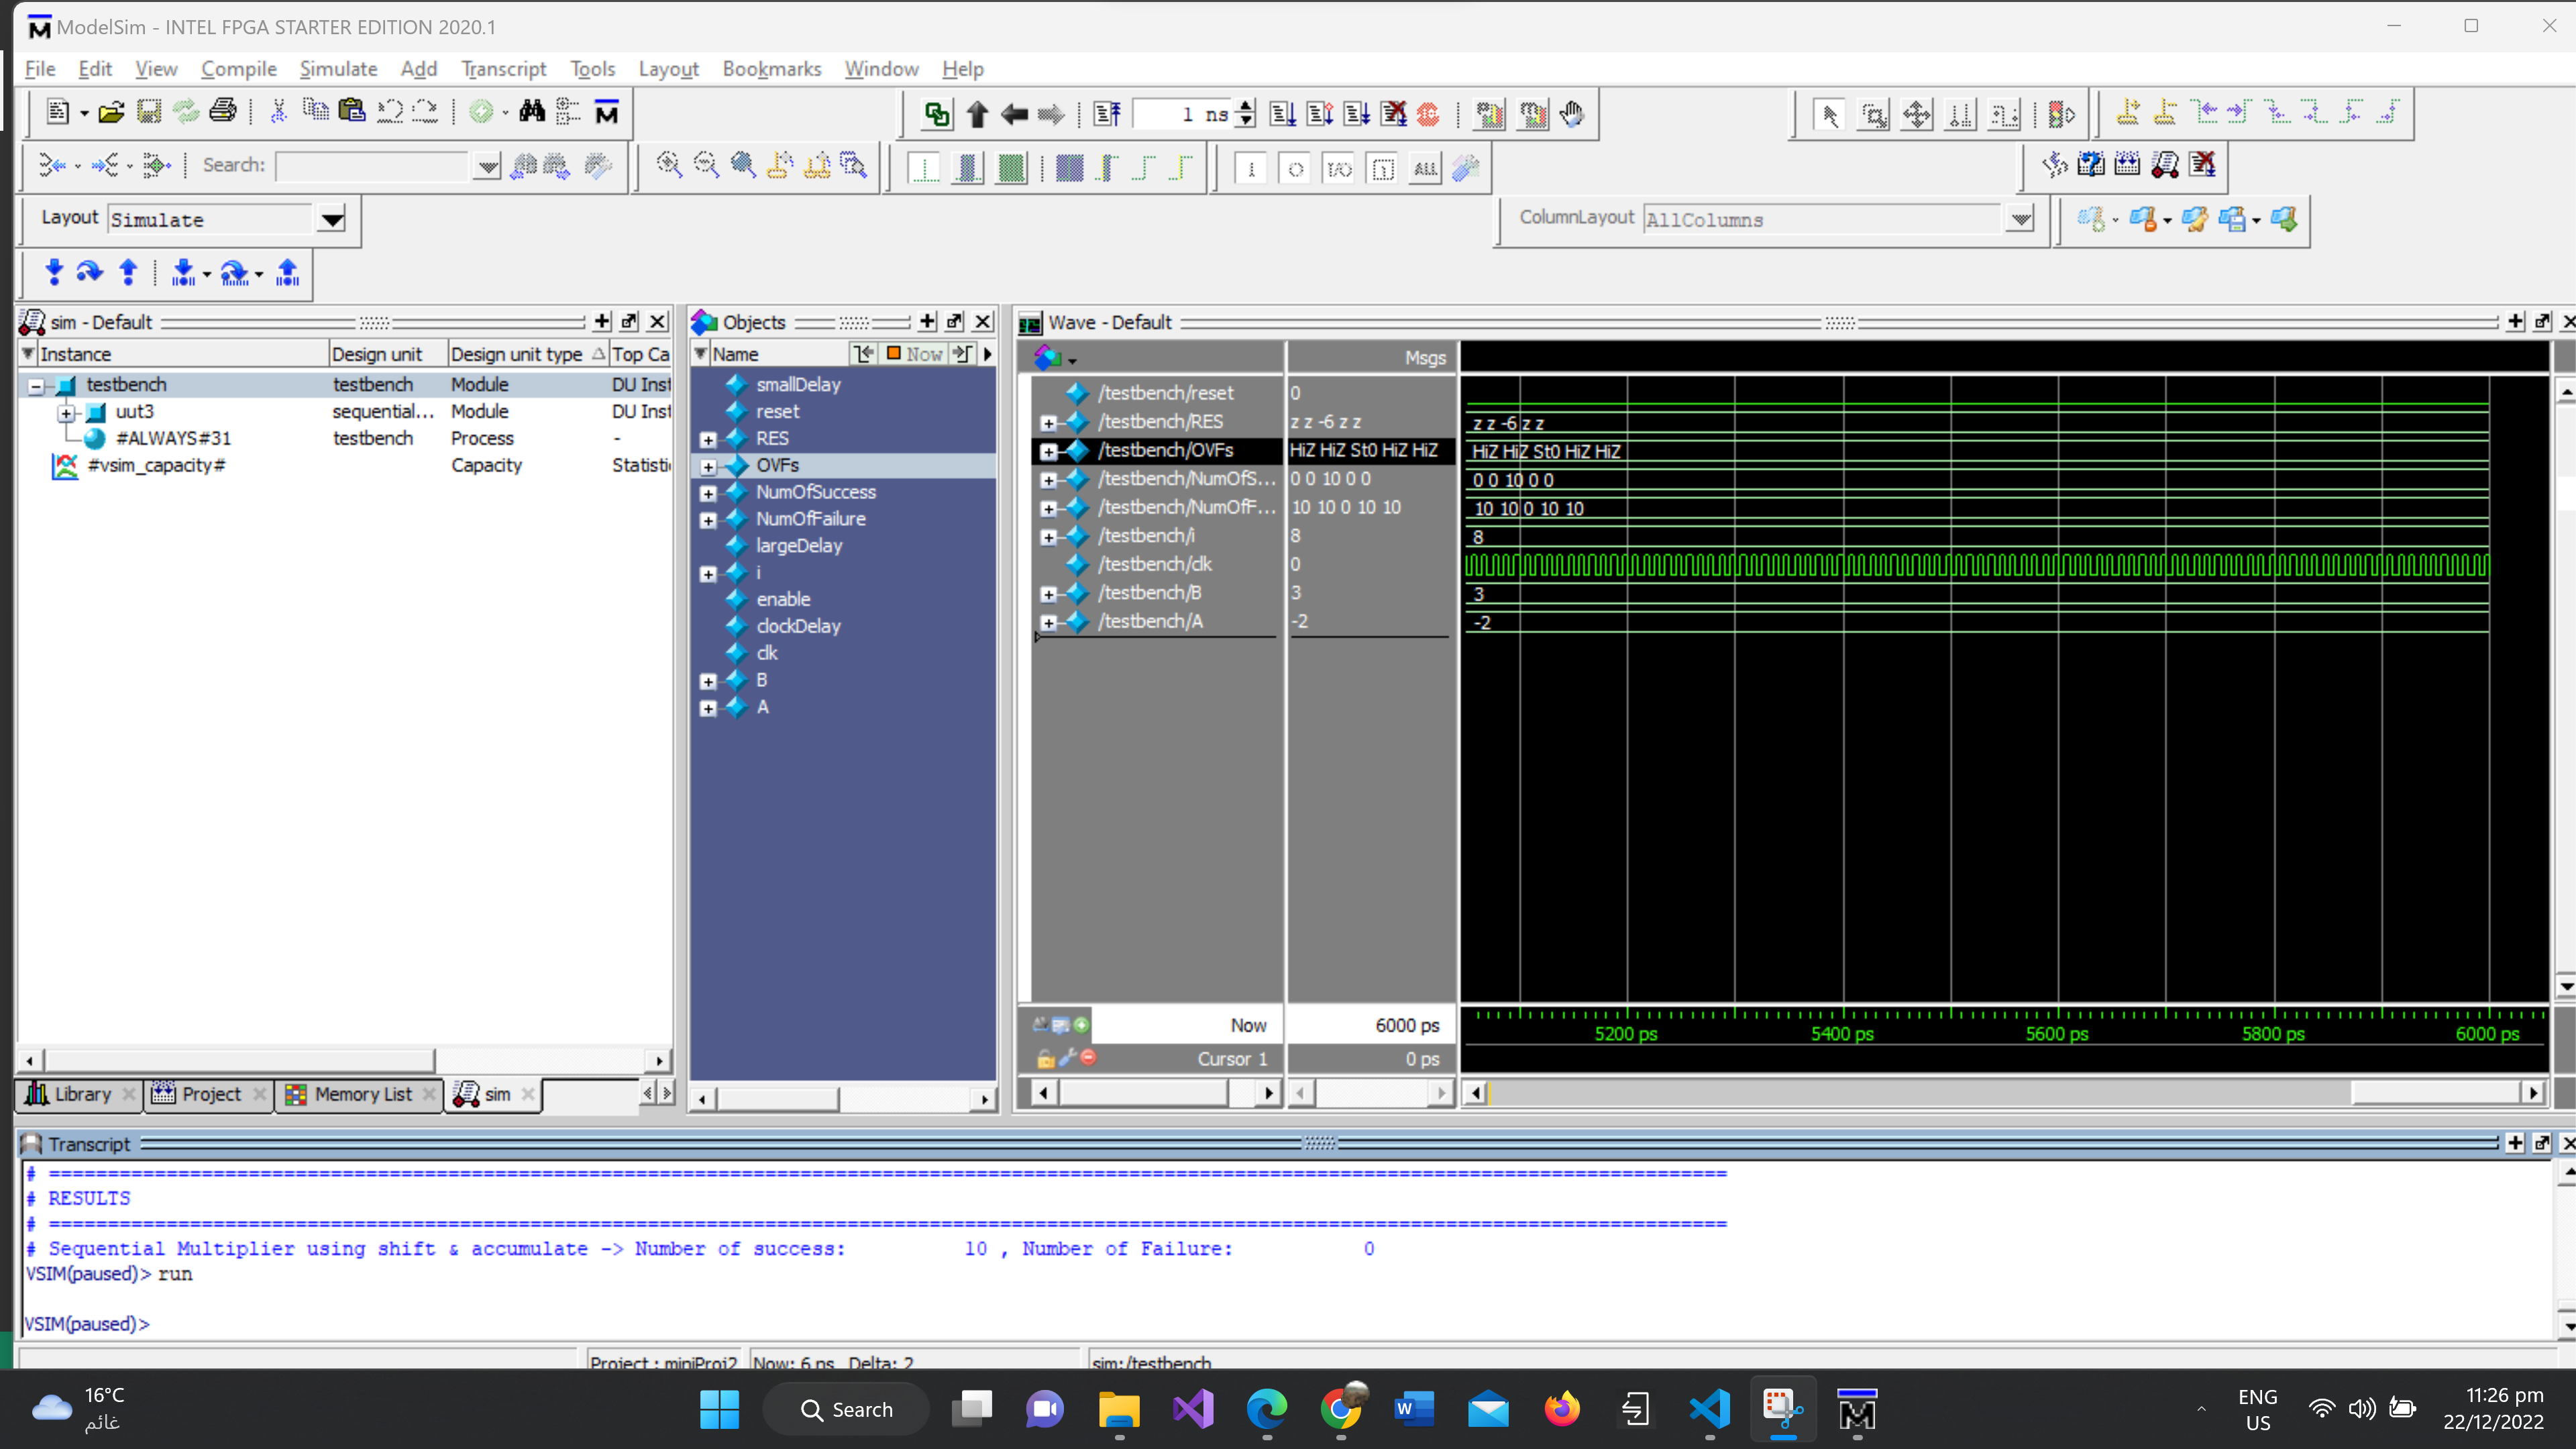 ModelSim - INTEL FPGA STARTER EDITION 2020.1
File Edit View Compile Simulate Add Transcript Tools Layout Bookmarks Window Help
1 ns
Search:
ALL
Layout Simulate
ColumnLayout AllColumns
sim - Default
Instance Design unit Design unit type Top Ca
testbench testbench Module DU Inst
uut3 sequential... Module DU Inst
#ALWAYS#31 testbench Process -
#vsim_capacity# Capacity Statisti
Objects
Name Now
smallDelay
reset
RES
OVFs
NumOfSuccess
NumOfFailure
largeDelay
i
enable
clockDelay
clk
B
A
Wave - Default
Msgs
/testbench/reset 0
/testbench/RES z z -6 z z z z -6 z z
/testbench/OVFs HiZ HiZ St0 HiZ HiZ HiZ HiZ St0 HiZ HiZ
/testbench/NumOfS... 0 0 10 0 0 0 0 10 0 0
/testbench/NumOfF... 10 10 0 10 10 10 10 0 10 10
/testbench/i 8 8
/testbench/clk 0
/testbench/B 3 3
/testbench/A -2 -2
Now 6000 ps
5200 ps 5400 ps 5600 ps 5800 ps 6000 ps
Cursor 1 0 ps
Library Project Memory List sim
Transcript
# RESULTS
# Sequential Multiplier using shift & accumulate -> Number of success: 10 , Number of Failure: 0
VSIM(paused)> run
VSIM(paused)>
Project : miniProj2 Now: 6 ns Delta: 2 sim:/testbench
16°C
غائم
Search
ENG
US
11:26 pm
22/12/2022